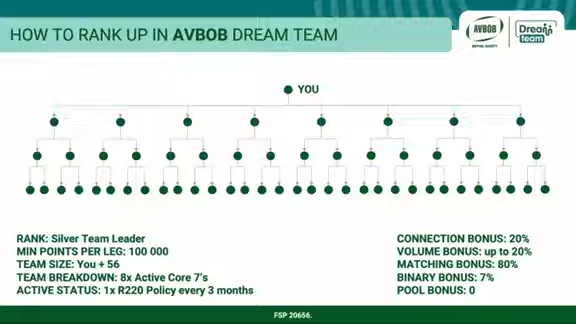 HOW TO RANK UP IN AVBOB DREAM TEAM
AVBOB
MUTUAL SOCIETY
Dream
team
YOU
RANK: Silver Team Leader
MIN POINTS PER LEG: 100 000
TEAM SIZE: You + 56
TEAM BREAKDOWN: 8x Active Core 7's
ACTIVE STATUS: 1x R220 Policy every 3 months
CONNECTION BONUS: 20%
VOLUME BONUS: up to 20%
MATCHING BONUS: 80%
BINARY BONUS: 7%
POOL BONUS: 0
FSP 20656.